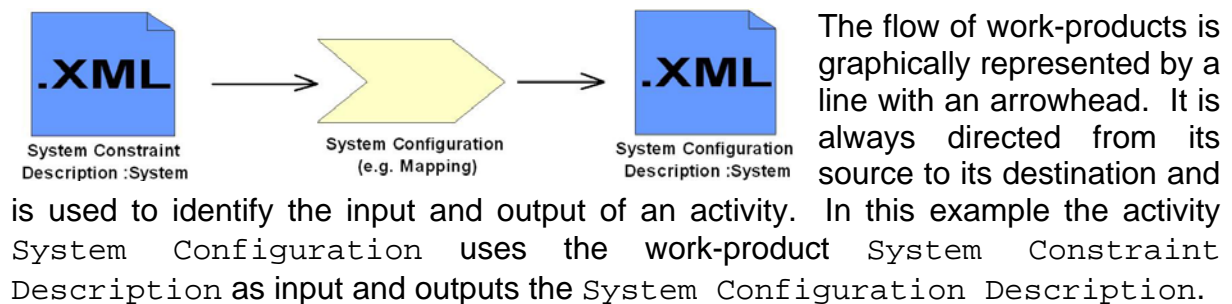 .XML
System Constraint
Description :System
System Configuration
(e.g. Mapping)
.XML
System Configuration
Description :System
The flow of work-products is
graphically represented by a
line with an arrowhead. It is
always directed from its
source to its destination and
is used to identify the input and output of an activity. In this example the activity
System Configuration uses the work-product System Constraint
Description as input and outputs the System Configuration Description.